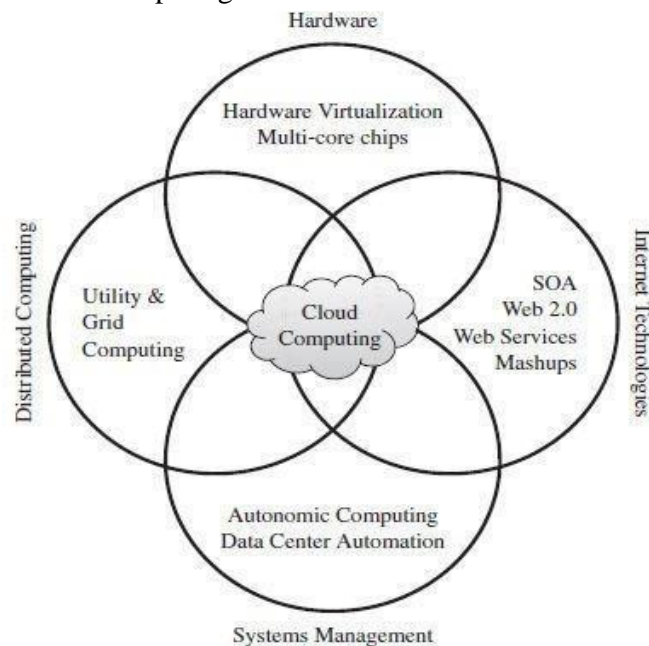 Hardware
Hardware Virtualization
Multi-core chips
Distributed Computing
Utility &
Grid
Computing
Cloud
Computing
SOA
Web 2.0
Web Services
Mashups
Internet Technologies
Autonomic Computing
Data Center Automation
Systems Management